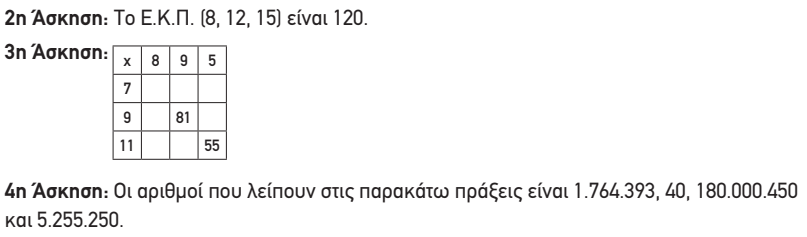 2η Άσκηση: Το Ε.Κ.Π. (8, 12, 15) είναι 120.
3η Άσκηση:
x 8 9 5
7
9 81
11 55
4η Άσκηση: Οι αριθμοί που λείπουν στις παρακάτω πράξεις είναι 1.764.393, 40, 180.000.450
και 5.255.250.